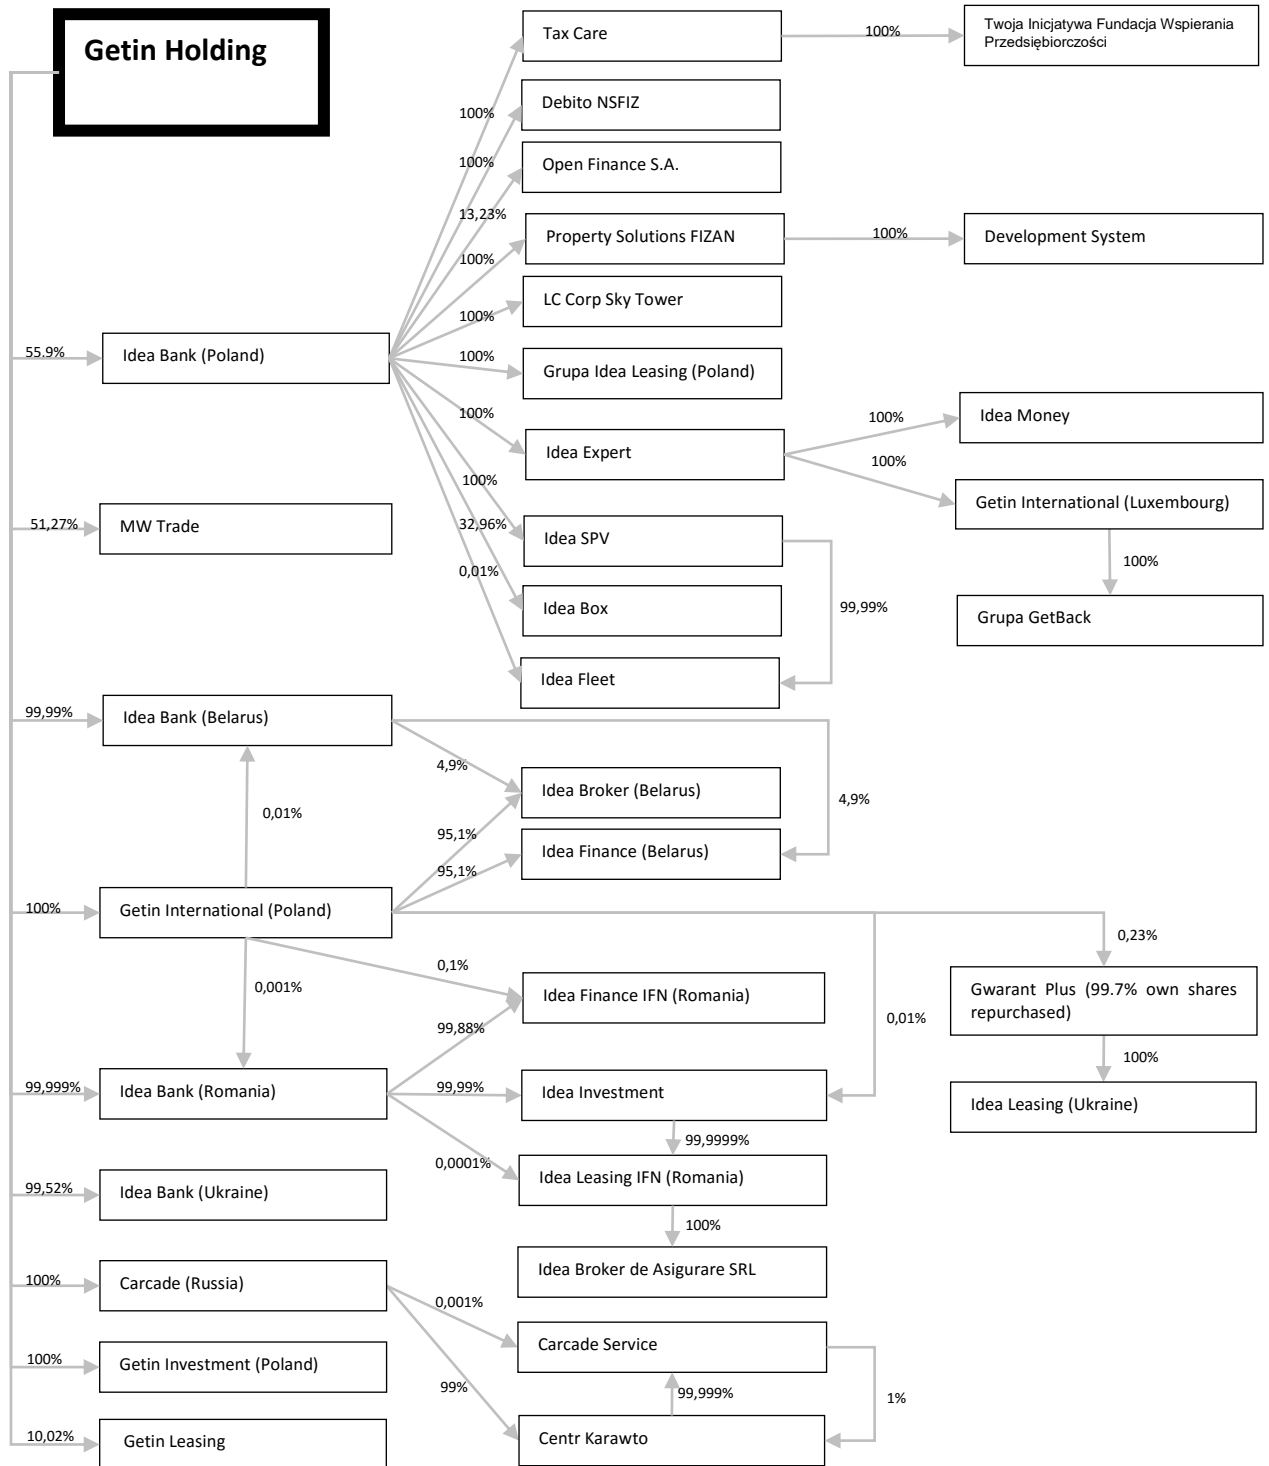 Getin Holding
Tax Care
100%
Twoja Inicjatywa Fundacja Wspierania
Przedsiębiorczości
100%
Debito NSFIZ
100%
Open Finance S.A.
13,23%
Property Solutions FIZAN
100%
Development System
100%
LC Corp Sky Tower
100%
55.9%
Idea Bank (Poland)
100%
Grupa Idea Leasing (Poland)
100%
Idea Expert
100%
Idea Money
100%
Getin International (Luxembourg)
100%
Grupa GetBack
51,27%
MW Trade
100%
Idea SPV
32,96%
Idea Box
99,99%
0,01%
Idea Fleet
99,99%
Idea Bank (Belarus)
4,9%
Idea Broker (Belarus)
4,9%
0,01%
95,1%
Idea Finance (Belarus)
95,1%
100%
Getin International (Poland)
0,23%
0,1%
0,001%
Idea Finance IFN (Romania)
Gwarant Plus (99.7% own shares
repurchased)
0,01%
99,88%
100%
99,999%
Idea Bank (Romania)
99,99%
Idea Investment
Idea Leasing (Ukraine)
99,9999%
0,0001%
Idea Leasing IFN (Romania)
99,52%
Idea Bank (Ukraine)
100%
Idea Broker de Asigurare SRL
100%
Carcade (Russia)
0,001%
Carcade Service
100%
Getin Investment (Poland)
99%
99,999%
1%
10,02%
Getin Leasing
Centr Karawto